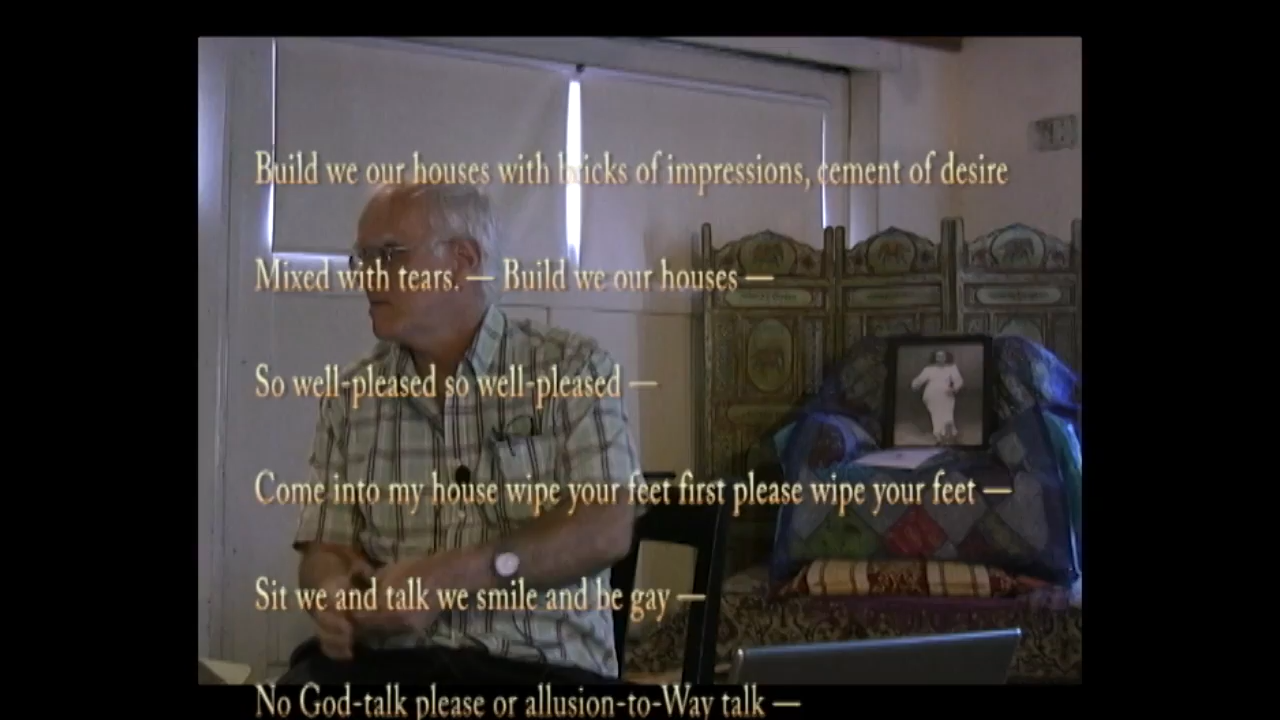 Build we our houses with bricks of impressions, cement of desire
Mixed with tears. — Build we our houses —
So well-pleased so well-pleased —
Come into my house wipe your feet first please wipe your feet —
Sit we and talk we smile and be gay —
No God-talk please or allusion-to-Way talk —